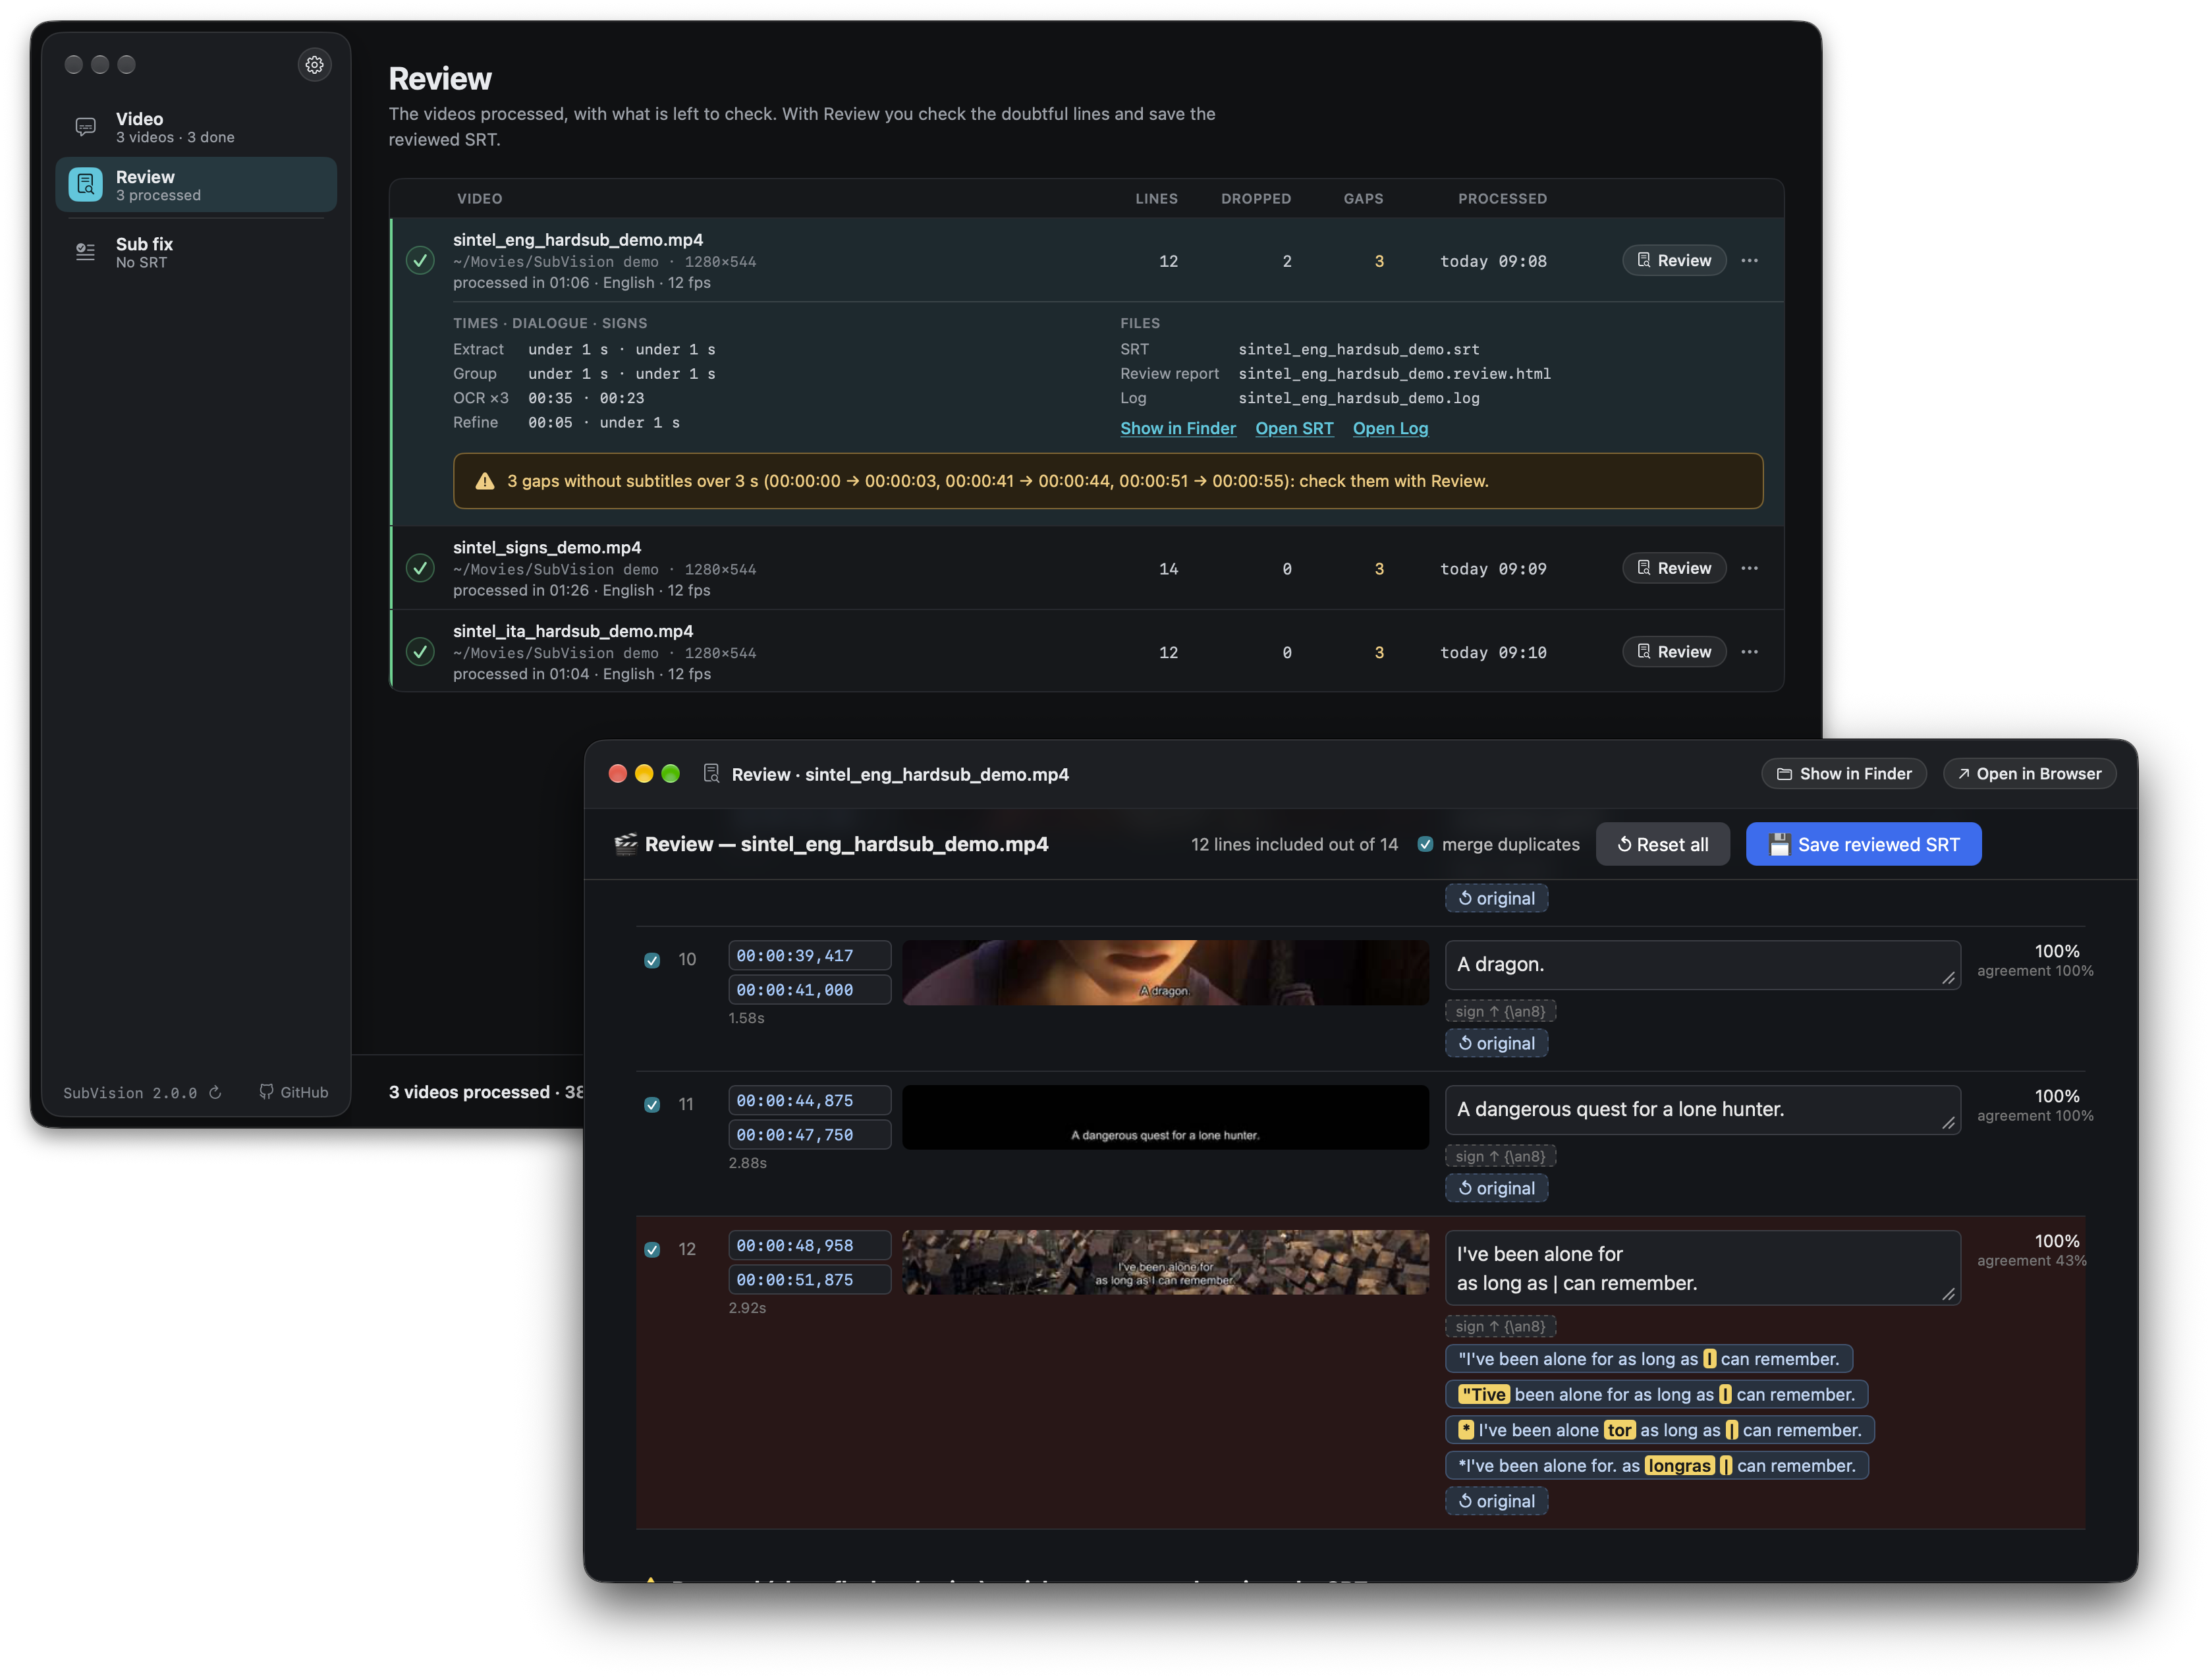 Video
3 videos · 3 done
Review
3 processed
Sub fix
No SRT
SubVision 2.0.0
GitHub
Review
The videos processed, with what is left to check. With Review you check the doubtful lines and save the
reviewed SRT.
VIDEO LINES DROPPED GAPS PROCESSED
sintel_eng_hardsub_demo.mp4
~/Movies/SubVision demo · 1280×544
processed in 01:06 · English · 12 fps
12 2 3 today 09:08 Review
TIMES · DIALOGUE · SIGNS
Extract under 1 s · under 1 s
Group under 1 s · under 1 s
OCR ×3 00:35 · 00:23
Refine 00:05 · under 1 s
FILES
SRT sintel_eng_hardsub_demo.srt
Review report sintel_eng_hardsub_demo.review.html
Log sintel_eng_hardsub_demo.log
Show in Finder Open SRT Open Log
3 gaps without subtitles over 3 s (00:00:00 → 00:00:03, 00:00:41 → 00:00:44, 00:00:51 → 00:00:55): check them with Review.
sintel_signs_demo.mp4
~/Movies/SubVision demo · 1280×544
processed in 01:26 · English · 12 fps
14 0 3 today 09:09 Review
sintel_ita_hardsub_demo.mp4
~/Movies/SubVision demo · 1280×544
processed in 01:04 · English · 12 fps
12 0 3 today 09:10 Review
3 videos processed · 38
Review · sintel_eng_hardsub_demo.mp4
Show in Finder
Open in Browser
Review — sintel_eng_hardsub_demo.mp4
12 lines included out of 14
merge duplicates
Reset all
Save reviewed SRT
original
10
00:00:39,417
00:00:41,000
1.58s
A dragon.
A dragon.
sign ↑ {\an8}
original
100%
agreement 100%
11
00:00:44,875
00:00:47,750
2.88s
A dangerous quest for a lone hunter.
A dangerous quest for a lone hunter.
sign ↑ {\an8}
original
100%
agreement 100%
12
00:00:48,958
00:00:51,875
2.92s
I've been alone for
as long as I can remember.
I've been alone for
as long as | can remember.
sign ↑ {\an8}
"I've been alone for as long as I can remember.
"Tive been alone for as long as I can remember.
* I've been alone tor as long as | can remember.
*I've been alone for. as longras | can remember.
original
100%
agreement 43%